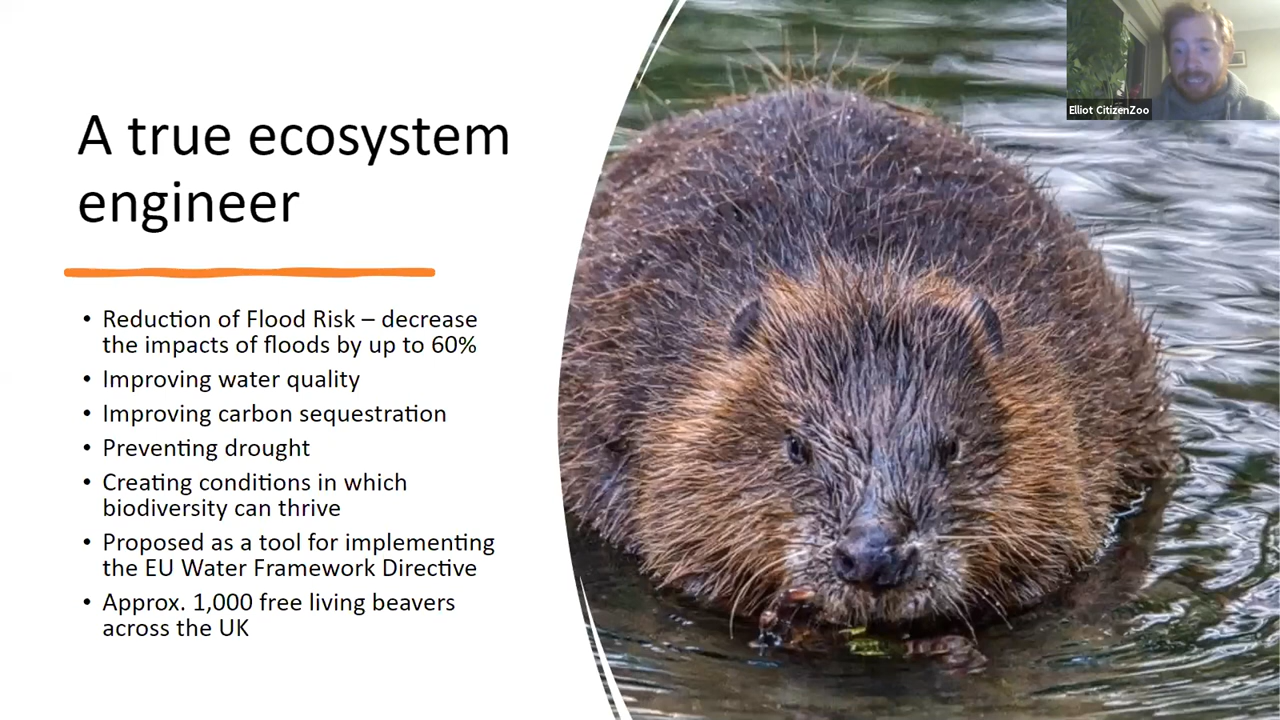 A true ecosystem
engineer
• Reduction of Flood Risk – decrease
the impacts of floods by up to 60%
• Improving water quality
• Improving carbon sequestration
• Preventing drought
• Creating conditions in which
biodiversity can thrive
• Proposed as a tool for implementing
the EU Water Framework Directive
• Approx. 1,000 free living beavers
across the UK
Elliot CitizenZoo